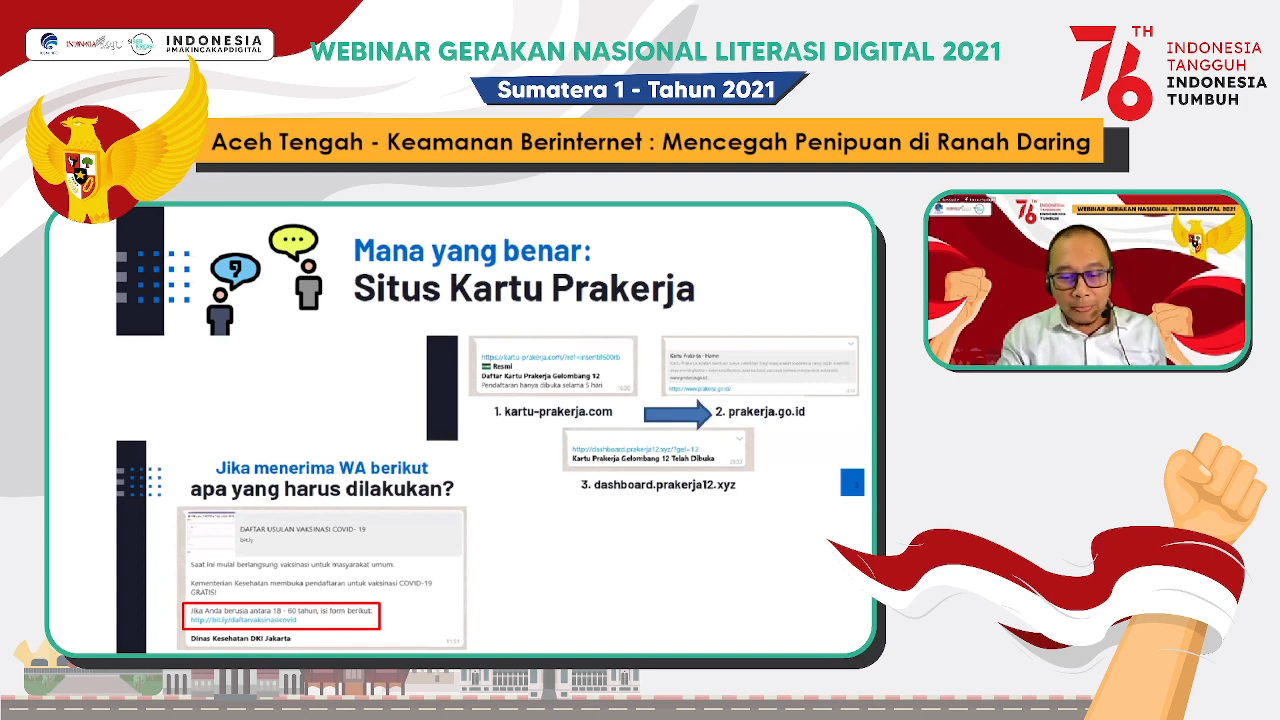 INDONESIA
#MAKINCAKAPDIGITAL
WEBINAR GERAKAN NASIONAL LITERASI DIGITAL 2021
Sumatera 1 - Tahun 2021
76TH
INDONESIA
TANGGUH
INDONESIA
TUMBUH
Aceh Tengah - Keamanan Berinternet : Mencegah Penipuan di Ranah Daring
Mana yang benar:
Situs Kartu Prakerja
https://kartu-prakerja.com/?ref=insentif600rb
Resmi
Daftar Kartu Prakerja Gelombang 12
Pendaftaran hanya dibuka selama 5 hari
1. kartu-prakerja.com
Kartu Prakerja - Home
https://www.prakerja.go.id/
2. prakerja.go.id
http://dashboard.prakerja12.xyz/?gel=12
Kartu Prakerja Gelombang 12 Telah Dibuka
3. dashboard.prakerja12.xyz
Jika menerima WA berikut
apa yang harus dilakukan?
DAFTAR USULAN VAKSINASI COVID- 19
bit.ly
Saat ini mulai berlangsung vaksinasi untuk masyarakat umum.
Kementerian Kesehatan membuka pendaftaran untuk vaksinasi COVID-19
GRATIS!
Jika Anda berusia antara 18 - 60 tahun, isi form berikut:
http://bit.ly/daftarvaksinasicovid
Dinas Kesehatan DKI Jakarta
WEBINAR GERAKAN NASIONAL LITERASI DIGITAL 2021